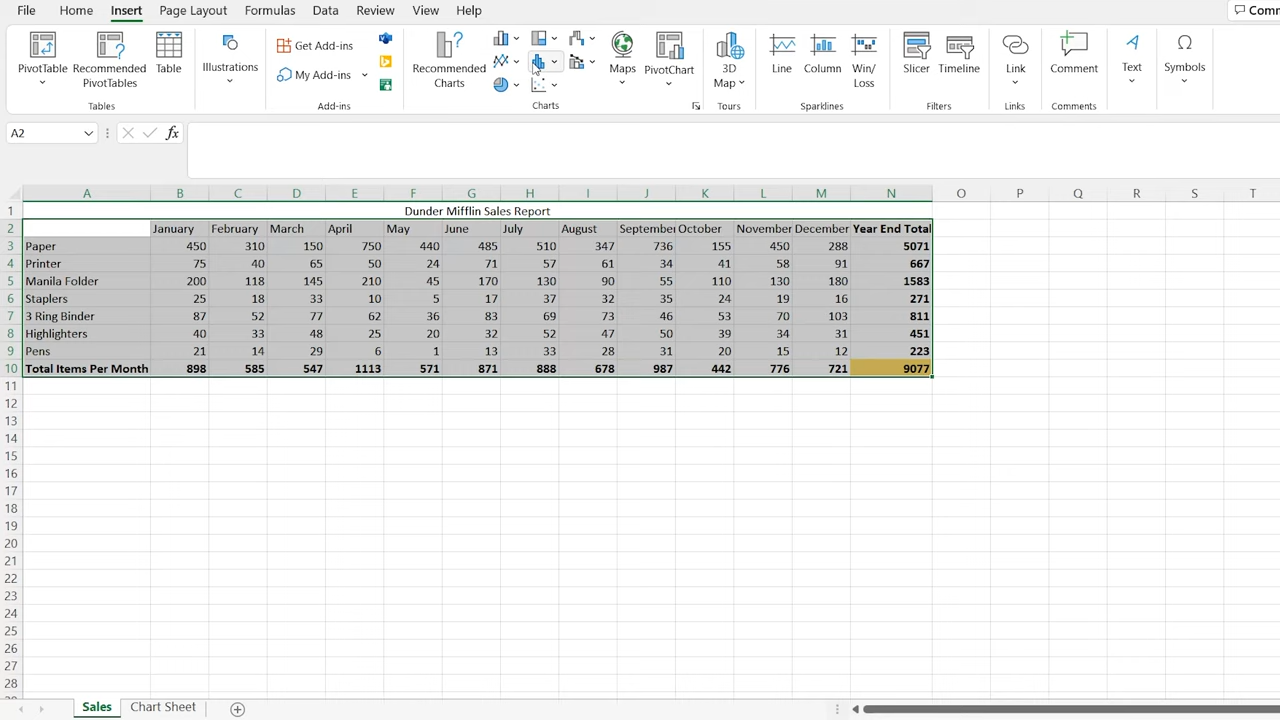 File Home Insert Page Layout Formulas Data Review View Help Comm
PivotTable Recommended PivotTables Table Illustrations Get Add-ins My Add-ins Recommended Charts Maps PivotChart 3D Map Line Column Win/ Loss Slicer Timeline Link Comment Text Symbols
Tables Add-ins Charts Tours Sparklines Filters Links Comments
A2 fx
A B C D E F G H I J K L M N O P Q R S T
1 Dunder Mifflin Sales Report
2 January February March April May June July August September October November December Year End Total
3 Paper 450 310 150 750 440 485 510 347 736 155 450 288 5071
4 Printer 75 40 65 50 24 71 57 61 34 41 58 91 667
5 Manila Folder 200 118 145 210 45 170 130 90 55 110 130 180 1583
6 Staplers 25 18 33 10 5 17 37 32 35 24 19 16 271
7 3 Ring Binder 87 52 77 62 36 83 69 73 46 53 70 103 811
8 Highlighters 40 33 48 25 20 32 52 47 50 39 34 31 451
9 Pens 21 14 29 6 1 13 33 28 31 20 15 12 223
10 Total Items Per Month 898 585 547 1113 571 871 888 678 987 442 776 721 9077
11
12
13
14
15
16
17
18
19
20
21
22
23
24
25
26
27
28
Sales Chart Sheet